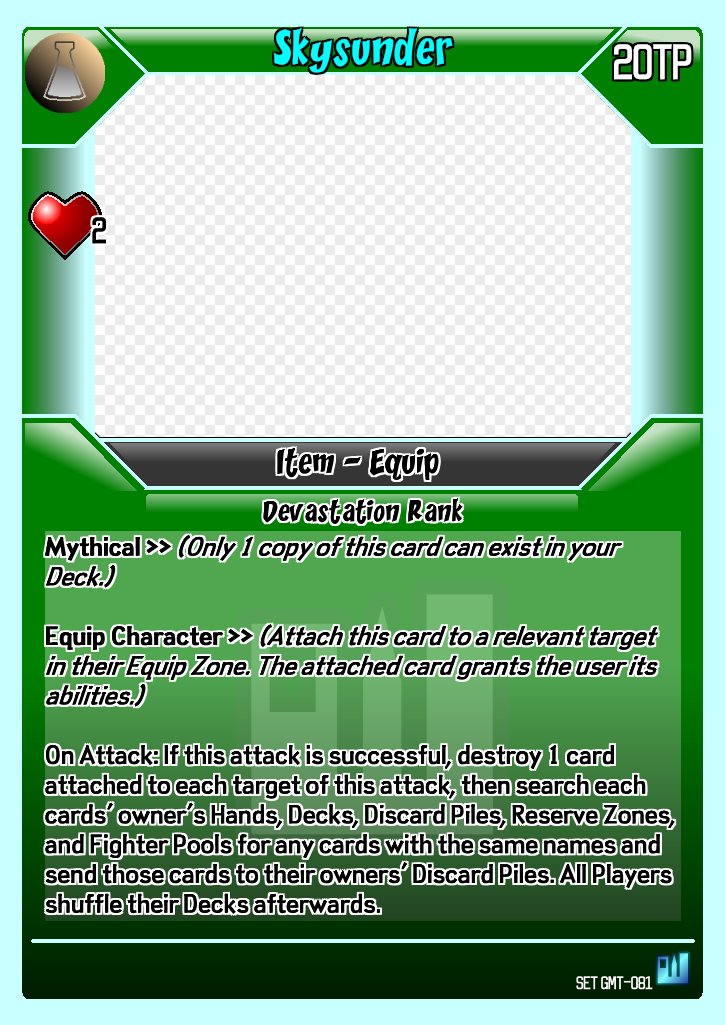 Skysunder
20TP
2
Item - Equip
Devastation Rank
Mythical >> (Only 1 copy of this card can exist in your
Deck.)
Equip Character >> (Attach this card to a relevant target
in their Equip Zone. The attached card grants the user its
abilities.)
On Attack: If this attack is successful, destroy 1 card
attached to each target of this attack, then search each
cards' owner's Hands, Decks, Discard Piles, Reserve Zones,
and Fighter Pools for any cards with the same names and
send those cards to their owners' Discard Piles. All Players
shuffle their Decks afterwards.
SET GMT-081